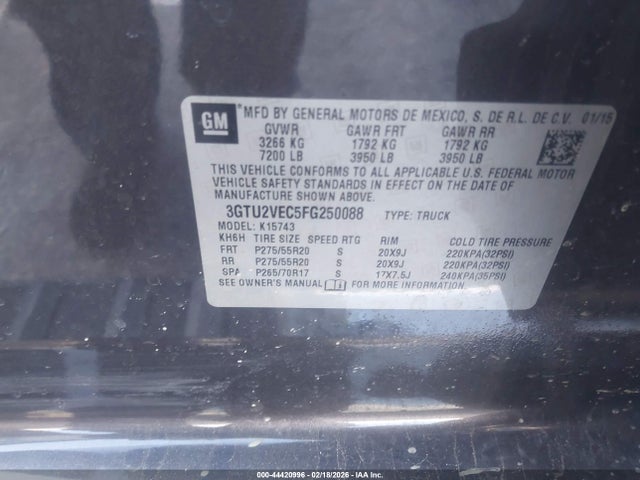 GM
*MFD BY GENERAL MOTORS DE MEXICO, S. DE R.L. DE C.V. 01/15
GVWR GAWR FRT GAWR RR
3266 KG 1792 KG 1792 KG
7200 LB 3950 LB 3950 LB
THIS VEHICLE CONFORMS TO ALL APPLICABLE U.S. FEDERAL MOTOR
VEHICLE SAFETY STANDARDS IN EFFECT ON THE DATE OF
MANUFACTURE SHOWN ABOVE.
3GTU2VEC5FG250088 TYPE: TRUCK
MODEL: K15743
KH6H TIRE SIZE SPEED RTG RIM COLD TIRE PRESSURE
FRT P275/55R20 S 20X9J 220KPA(32PSI)
RR P275/55R20 S 20X9J 220KPA(32PSI)
SPA P265/70R17 S 17X7.5J 240KPA(35PSI)
SEE OWNER'S MANUAL FOR MORE INFORMATION.
000-44420996 - 02/18/2026 - IAA Inc.